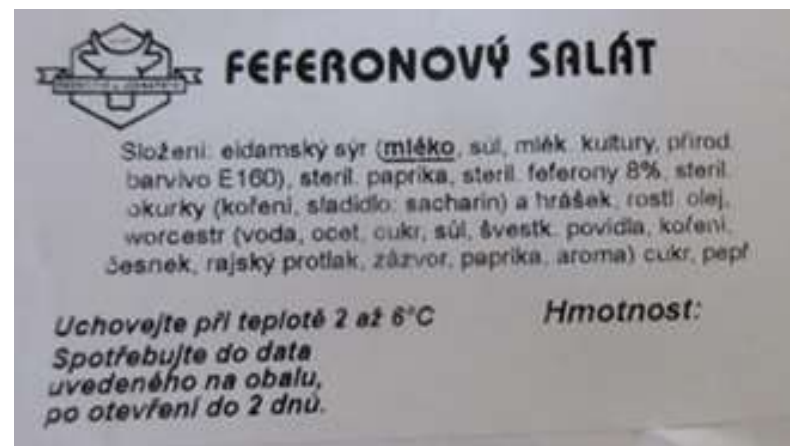 FEFERONOVÝ SALÁT
Složení: eidamský sýr (mléko, sůl, mlék. kultury, přírod.
barvivo E160), steril. paprika, steril. feferony 8%, steril.
okurky (koření, sladidlo: sacharin) a hrášek, rostl. olej,
worcestr (voda, ocet, cukr, sůl, švestk. povidla, koření,
česnek, rajský protlak, zázvor, paprika, aroma) cukr, pepř
Uchovejte při teplotě 2 až 6°C
Hmotnost:
Spotřebujte do data
uvedeného na obalu,
po otevření do 2 dnů.